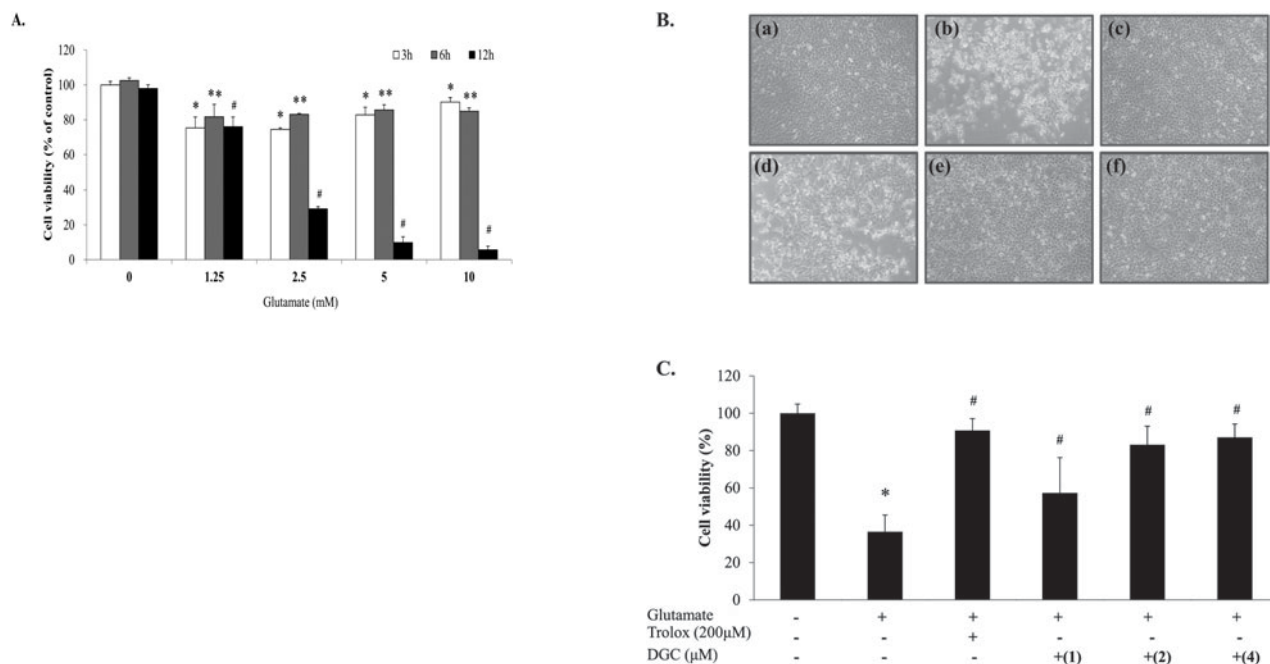 A.
Cell viability (% of control)
120
100
80
60
40
20
0
3h 6h 12h
* ** #
* ** #
* ** #
* ** #
0 1.25 2.5 5 10
Glutamate (mM)
B.
(a) (b) (c)
(d) (e) (f)
C.
Cell viability (%)
120
100
80
60
40
20
0
* # # # #
Glutamate - + + + + +
Trolox (200μM) - - + - - -
DGC (μM) - - - +(1) +(2) +(4)